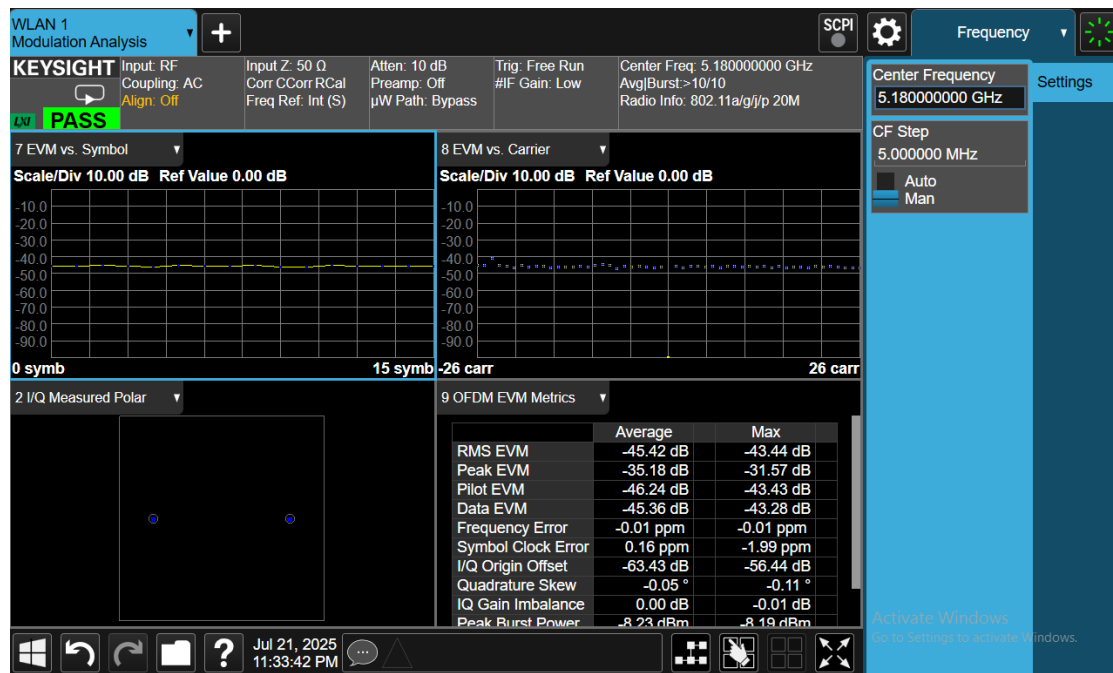 WLAN 1
Modulation Analysis
SCPI
Frequency
KEYSIGHT
LXI
PASS
Input: RF
Coupling: AC
Align: Off
Input Z: 50 Ω
Corr CCorr RCal
Freq Ref: Int (S)
Atten: 10 dB
Preamp: Off
µW Path: Bypass
Trig: Free Run
#IF Gain: Low
Center Freq: 5.180000000 GHz
Avg|Burst:>10/10
Radio Info: 802.11a/g/j/p 20M
Center Frequency
5.180000000 GHz
Settings
CF Step
5.000000 MHz
Auto
Man
7 EVM vs. Symbol
Scale/Div 10.00 dB Ref Value 0.00 dB
-10.0
-20.0
-30.0
-40.0
-50.0
-60.0
-70.0
-80.0
-90.0
0 symb 15 symb
8 EVM vs. Carrier
Scale/Div 10.00 dB Ref Value 0.00 dB
-10.0
-20.0
-30.0
-40.0
-50.0
-60.0
-70.0
-80.0
-90.0
-26 carr 26 carr
2 I/Q Measured Polar
9 OFDM EVM Metrics
Average Max
RMS EVM -45.42 dB -43.44 dB
Peak EVM -35.18 dB -31.57 dB
Pilot EVM -46.24 dB -43.43 dB
Data EVM -45.36 dB -43.28 dB
Frequency Error -0.01 ppm -0.01 ppm
Symbol Clock Error 0.16 ppm -1.99 ppm
I/Q Origin Offset -63.43 dB -56.44 dB
Quadrature Skew -0.05 ° -0.11 °
IQ Gain Imbalance 0.00 dB -0.01 dB
Peak Burst Power -8.23 dBm -8.19 dBm
Activate Windows
Go to Settings to activate Windows.
Jul 21, 2025
11:33:42 PM